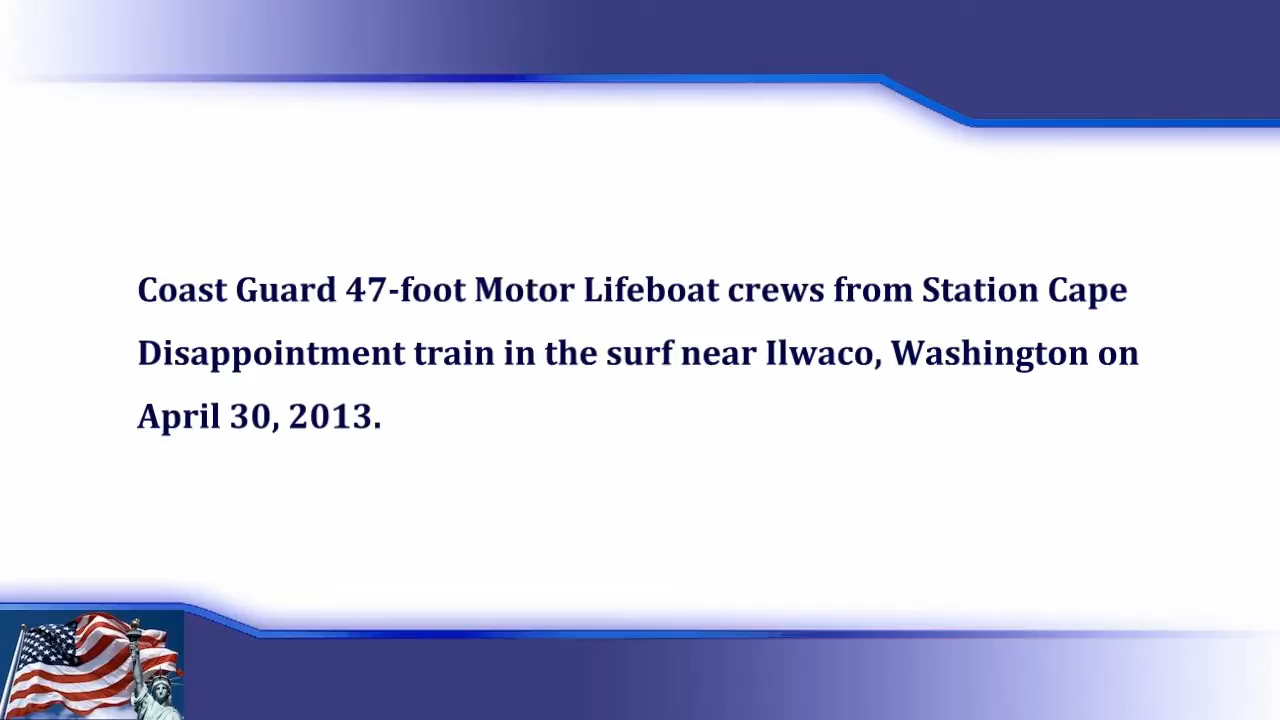 Coast Guard 47-foot Motor Lifeboat crews from Station Cape
Disappointment train in the surf near Ilwaco, Washington on
April 30, 2013.